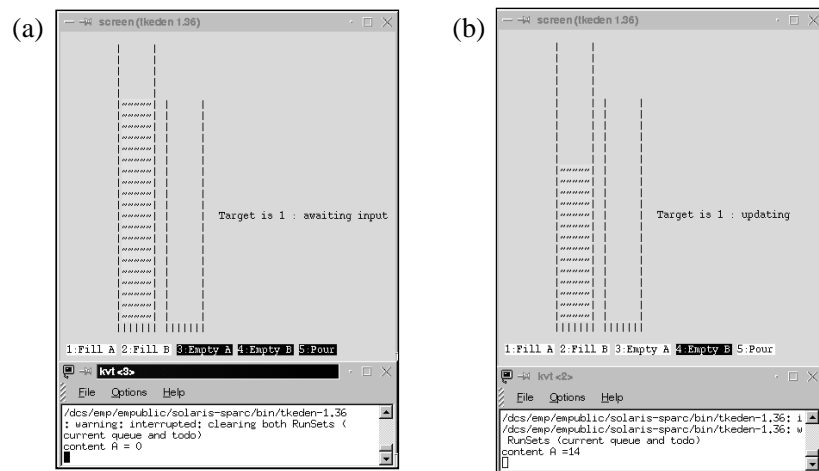 (a)
screen (tkeden 1.36)
Target is 1 : awaiting input
1:Fill A 2:Fill B 3:Empty A 4:Empty B 5:Pour
kvt <3>
File Options Help
/dcs/emp/empublic/solaris-sparc/bin/tkeden-1.36
: warning: interrupted: clearing both RunSets (
current queue and todo)
content A = 0
(b)
screen (tkeden 1.36)
Target is 1 : updating
1:Fill A 2:Fill B 3:Empty A 4:Empty B 5:Pour
kvt <2>
File Options Help
/dcs/emp/empublic/solaris-sparc/bin/tkeden-1.36: i
/dcs/emp/empublic/solaris-sparc/bin/tkeden-1.36: w
RunSets (current queue and todo)
content A =14